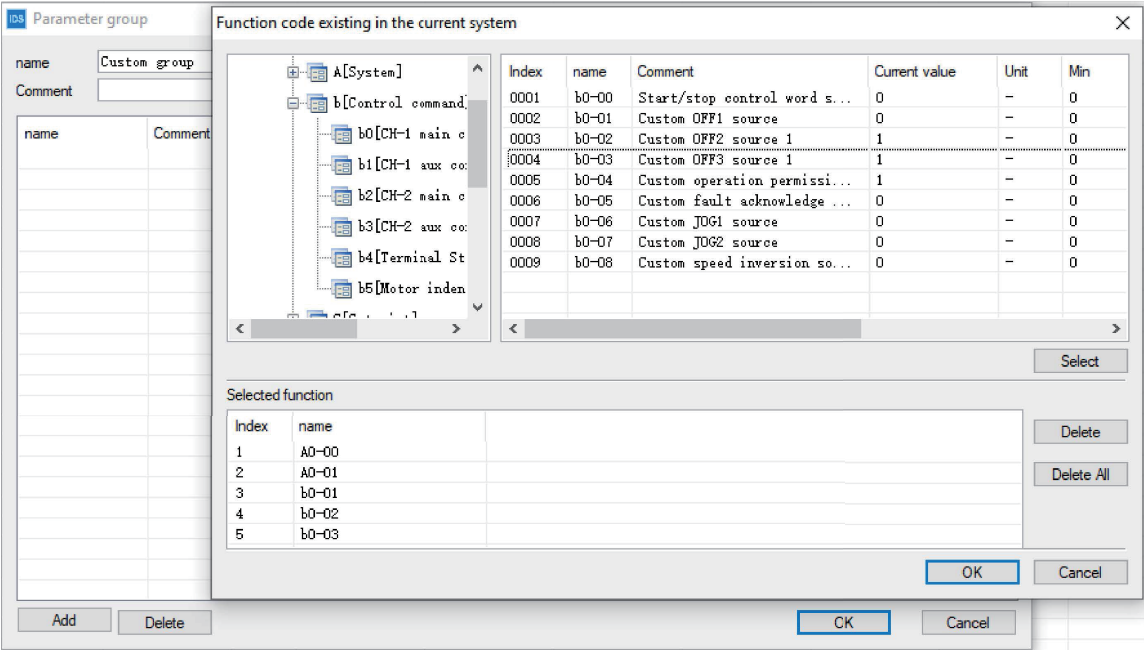 IDS Parameter group
Function code existing in the current system
name Custom group
Comment
name Comment
A[System]
b[Control command]
b0[CH-1 main c
b1[CH-1 aux co
b2[CH-2 main c
b3[CH-2 aux co
b4[Terminal St
b5[Motor inden
Index name Comment Current value Unit Min
0001 b0-00 Start/stop control word s... 0 - 0
0002 b0-01 Custom OFF1 source 0 - 0
0003 b0-02 Custom OFF2 source 1 1 - 0
0004 b0-03 Custom OFF3 source 1 1 - 0
0005 b0-04 Custom operation permissi... 1 - 0
0006 b0-05 Custom fault acknowledge ... 0 - 0
0007 b0-06 Custom JOG1 source 0 - 0
0008 b0-07 Custom JOG2 source 0 - 0
0009 b0-08 Custom speed inversion so... 0 - 0
Select
Selected function
Index name
1 A0-00
2 A0-01
3 b0-01
4 b0-02
5 b0-03
Delete
Delete All
OK Cancel
Add Delete OK Cancel